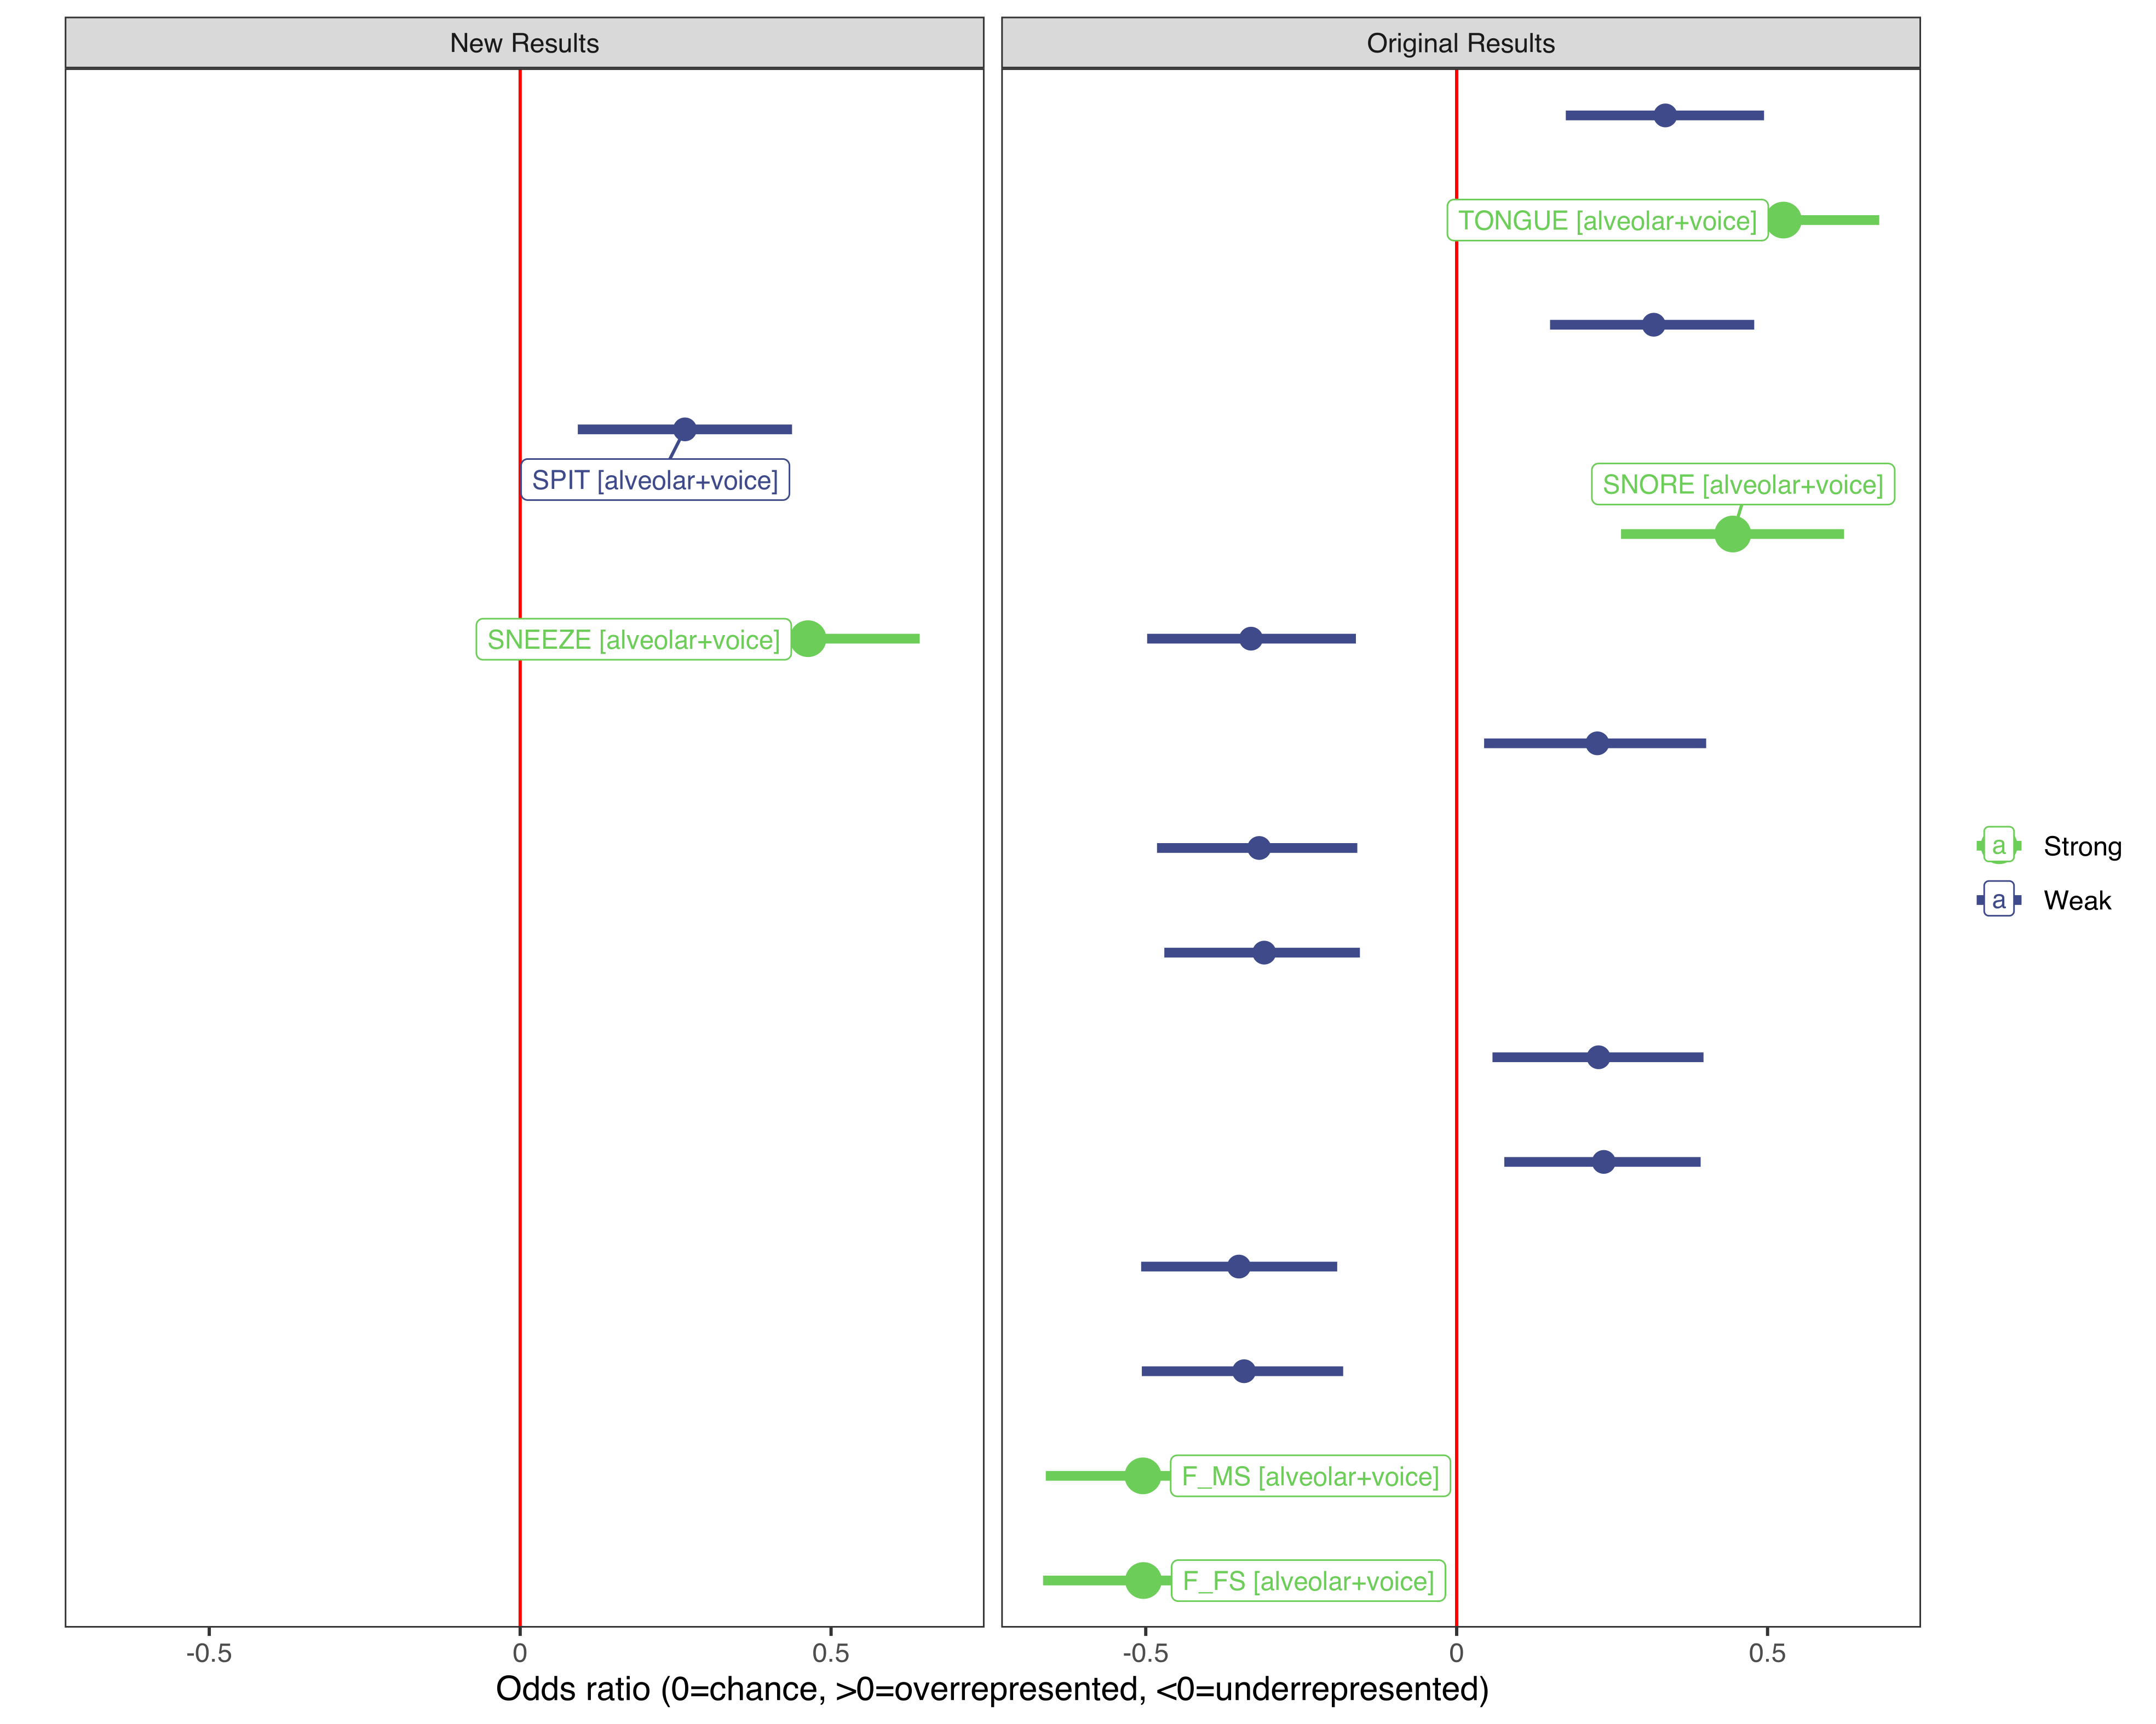 New Results
Original Results
TONGUE [alveolar+voice]
SPIT [alveolar+voice]
SNORE [alveolar+voice]
SNEEZE [alveolar+voice]
a Strong
a Weak
F_MS [alveolar+voice]
F_FS [alveolar+voice]
-0.5 0 0.5 -0.5 0 0.5
Odds ratio (0=chance, >0=overrepresented, <0=underrepresented)